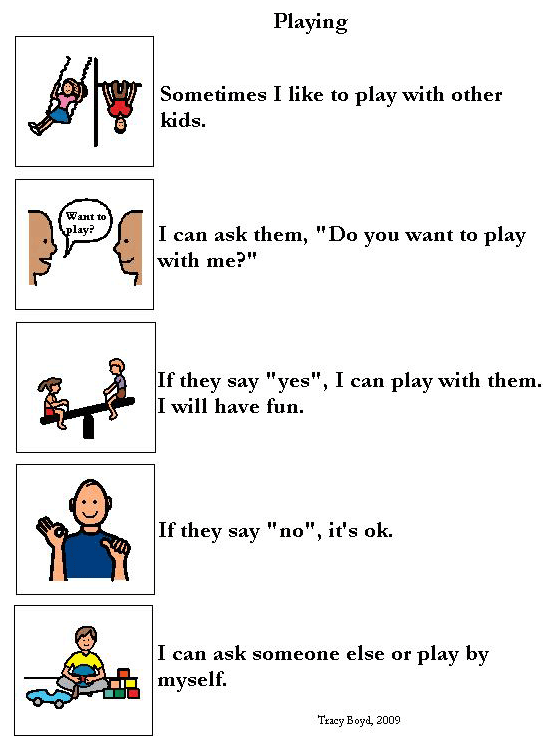 Playing
Sometimes I like to play with other
kids.
Want to
play?
I can ask them, "Do you want to play
with me?"
If they say "yes", I can play with them.
I will have fun.
If they say "no", it's ok.
I can ask someone else or play by
myself.
Tracy Boyd, 2009